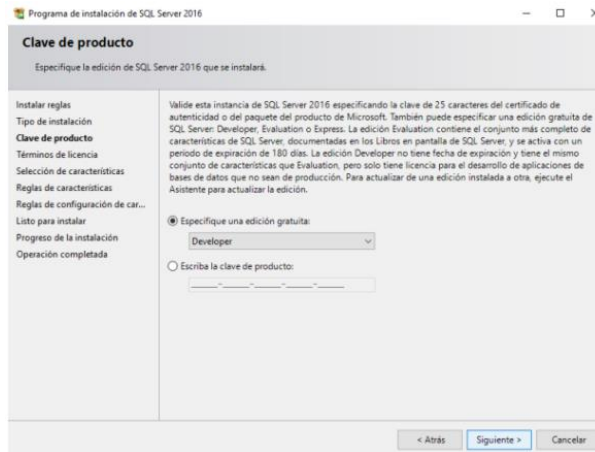 Programa de instalación de SQL Server 2016
Clave de producto
Especifique la edición de SQL Server 2016 que se instalará.
Instalar reglas
Tipo de instalación
Clave de producto
Términos de licencia
Selección de características
Reglas de características
Reglas de configuración de car...
Listo para instalar
Progreso de la instalación
Operación completada
Valide esta instancia de SQL Server 2016 especificando la clave de 25 caracteres del certificado de
autenticidad o del paquete del producto de Microsoft. También puede especificar una edición gratuita de
SQL Server: Developer, Evaluation o Express. La edición Evaluation contiene el conjunto más completo de
características de SQL Server, documentadas en los Libros en pantalla de SQL Server, y se activa con un
período de expiración de 180 días. La edición Developer no tiene fecha de expiración y tiene el mismo
conjunto de características que Evaluation, pero solo tiene licencia para el desarrollo de aplicaciones de
bases de datos que no sean de producción. Para actualizar de una edición instalada a otra, ejecute el
Asistente para actualizar la edición.
Especifique una edición gratuita:
Developer
Escriba la clave de producto:
_____-_____-_____-_____-_____
< Atrás Siguiente > Cancelar